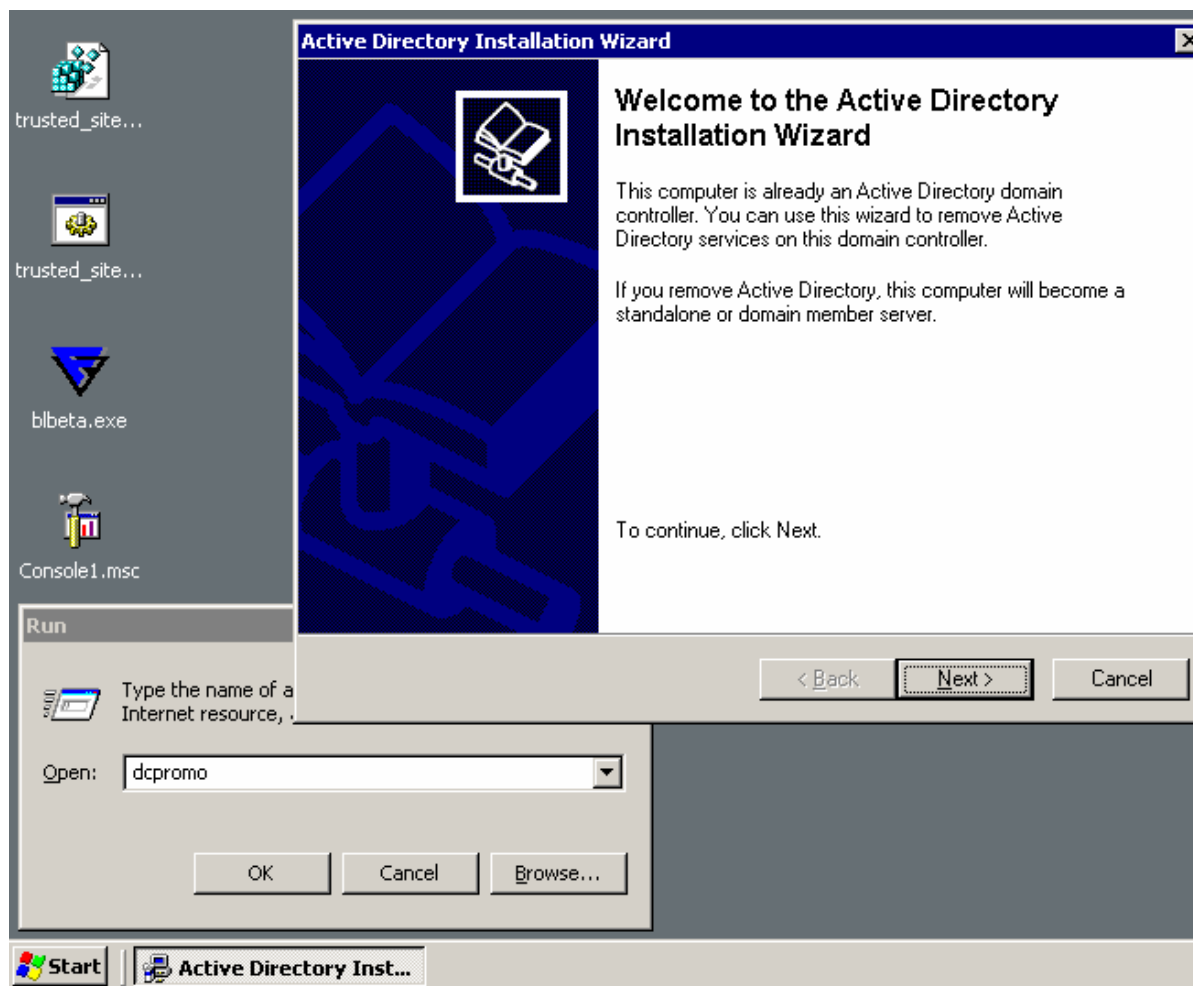 trusted_site...
trusted_site...
blbeta.exe
Console1.msc
Active Directory Installation Wizard
Welcome to the Active Directory
Installation Wizard
This computer is already an Active Directory domain
controller. You can use this wizard to remove Active
Directory services on this domain controller.
If you remove Active Directory, this computer will become a
standalone or domain member server.
To continue, click Next.
< Back
Next >
Cancel
Run
Type the name of a
Internet resource,
Open:
dcpromo
OK
Cancel
Browse...
Start
Active Directory Inst...